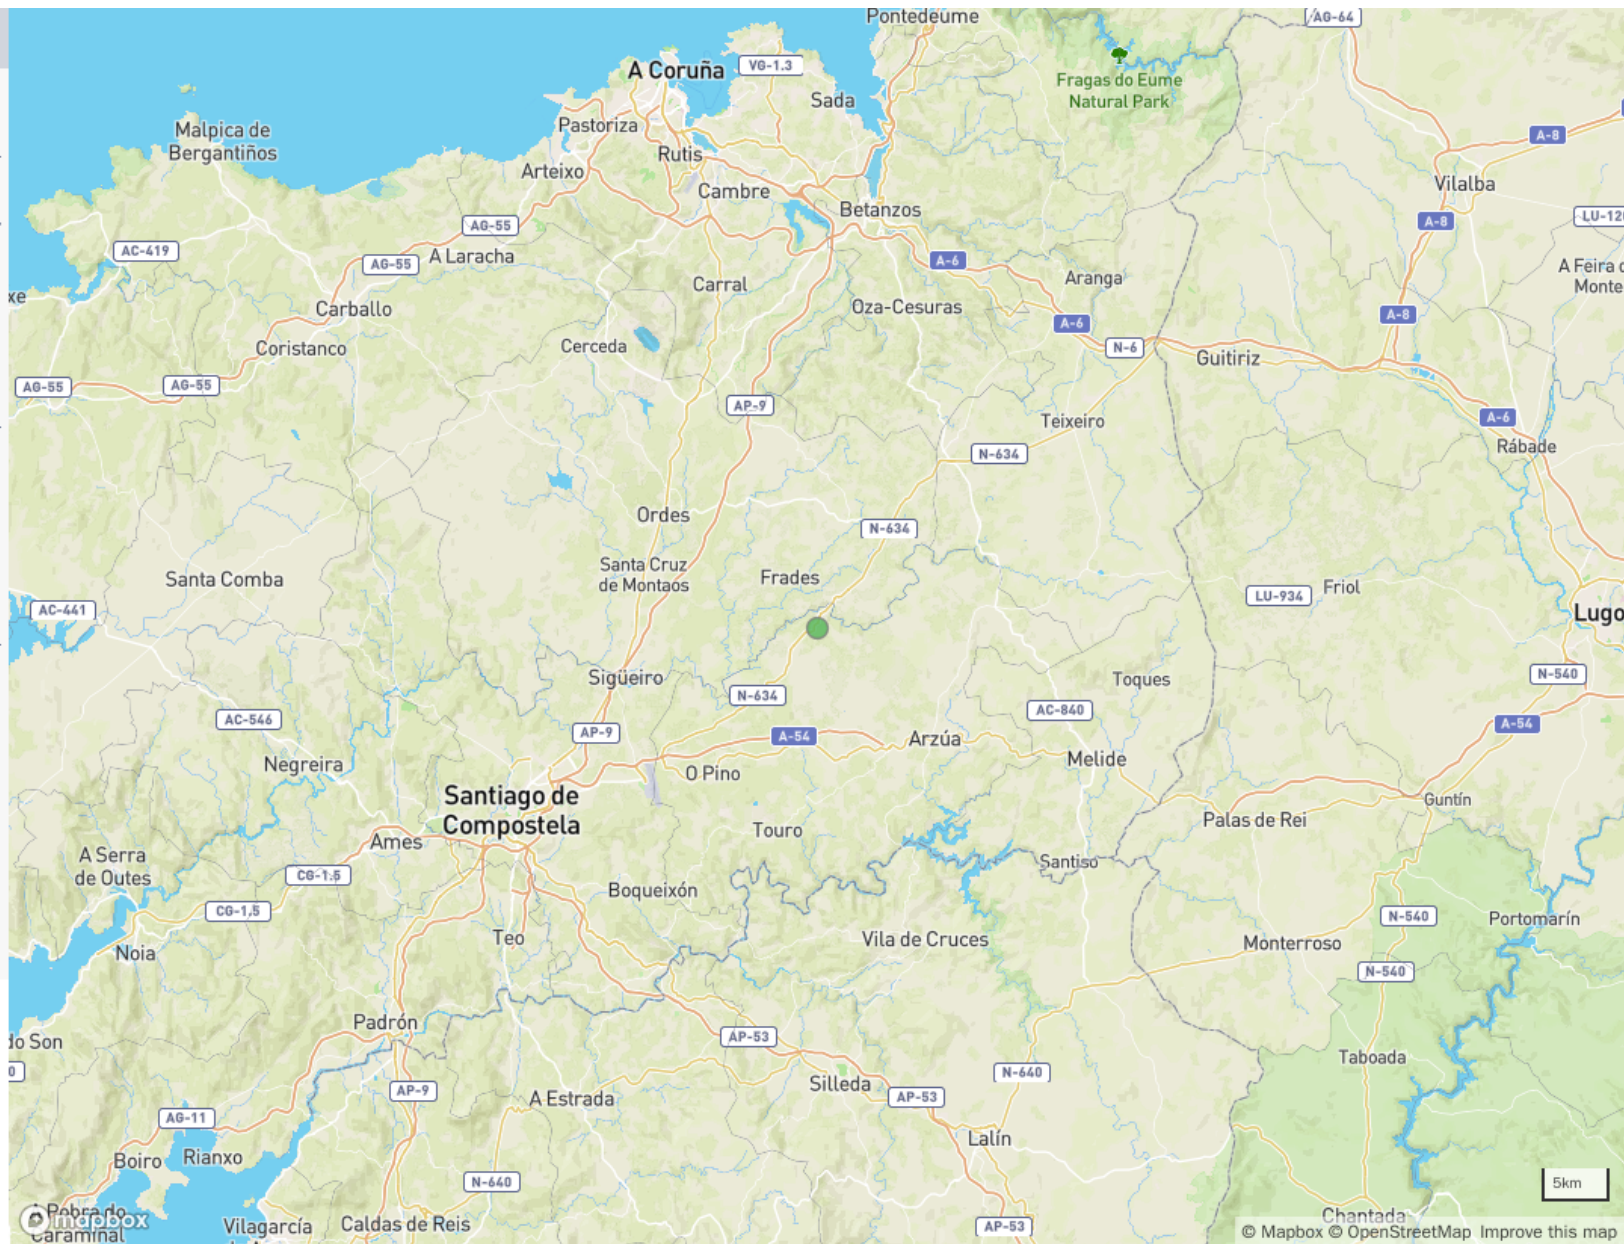 Pontedeume
AG-64
A Coruña
VG-1.3
Fragas do Eume
Natural Park
Sada
Malpica de
Bergantiños
Pastoriza
A-8
Rutis
Arteixo
Cambre
Vilalba
Betanzos
A-8
LU-12
AG-55
AC-419
A Laracha
AG-55
A-6
A Feira
Monte
Carral
Aranga
xe
Carballo
Oza-Cesuras
A-8
A-6
Coristanco
Cerceda
N-6
Guitiriz
AG-55
AG-55
AP-9
Teixeiro
A-6
Rábade
N-634
Ordes
N-634
Santa Comba
Santa Cruz
de Montaos
Frades
LU-934
Friol
AC-441
Lugo
Sigüeiro
Toques
N-540
N-634
AC-546
AC-840
AP-9
A-54
Arzúa
A-54
Negreira
O Pino
Melide
Santiago de
Compostela
Guntín
Palas de Rei
Ames
Touro
A Serra
de Outes
CG-1.5
Santiso
Boqueixón
CG-1.5
N-540
Portomarín
Noia
Teo
Vila de Cruces
Monterroso
N-540
Padrón
do Son
AP-53
Taboada
0
N-640
AP-9
A Estrada
Silleda
AP-53
AG-11
Lalín
Boiro
Rianxo
N-640
5km
A Pobra do
Caramiñal
mapbox
Vilagarcía
Caldas de Reis
AP-53
Chantada
© Mapbox © OpenStreetMap Improve this map